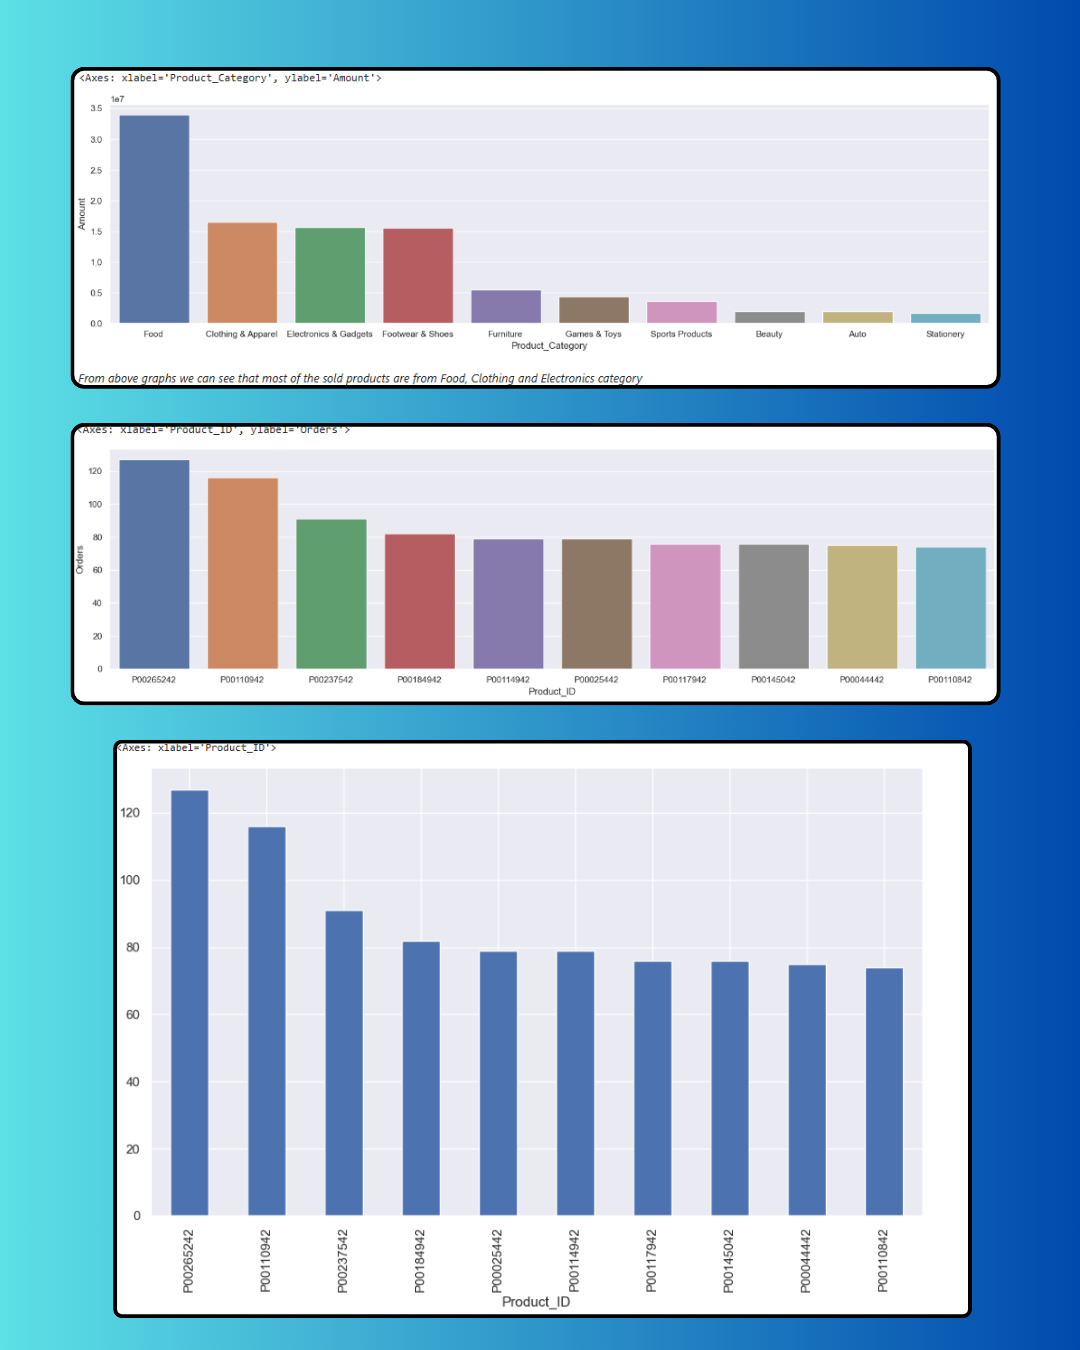 <Axes: xlabel='Product_Category', ylabel='Amount'>
1e7
3.5
3.0
2.5
2.0
1.5
1.0
0.5
0.0
Amount
Food Clothing & Apparel Electronics & Gadgets Footwear & Shoes Furniture Games & Toys Sports Products Beauty Auto Stationery
Product_Category
From above graphs we can see that most of the sold products are from Food, Clothing and Electronics category
<Axes: xlabel='Product_ID', ylabel='Orders'>
120
100
80
60
40
20
0
Orders
P00265242 P00110942 P00237542 P00184942 P00114942 P00025442 P00117942 P00145042 P00044442 P00110842
Product_ID
<Axes: xlabel='Product_ID'>
120
100
80
60
40
20
0
P00265242 P00110942 P00237542 P00184942 P00025442 P00114942 P00117942 P00145042 P00044442 P00110842
Product_ID